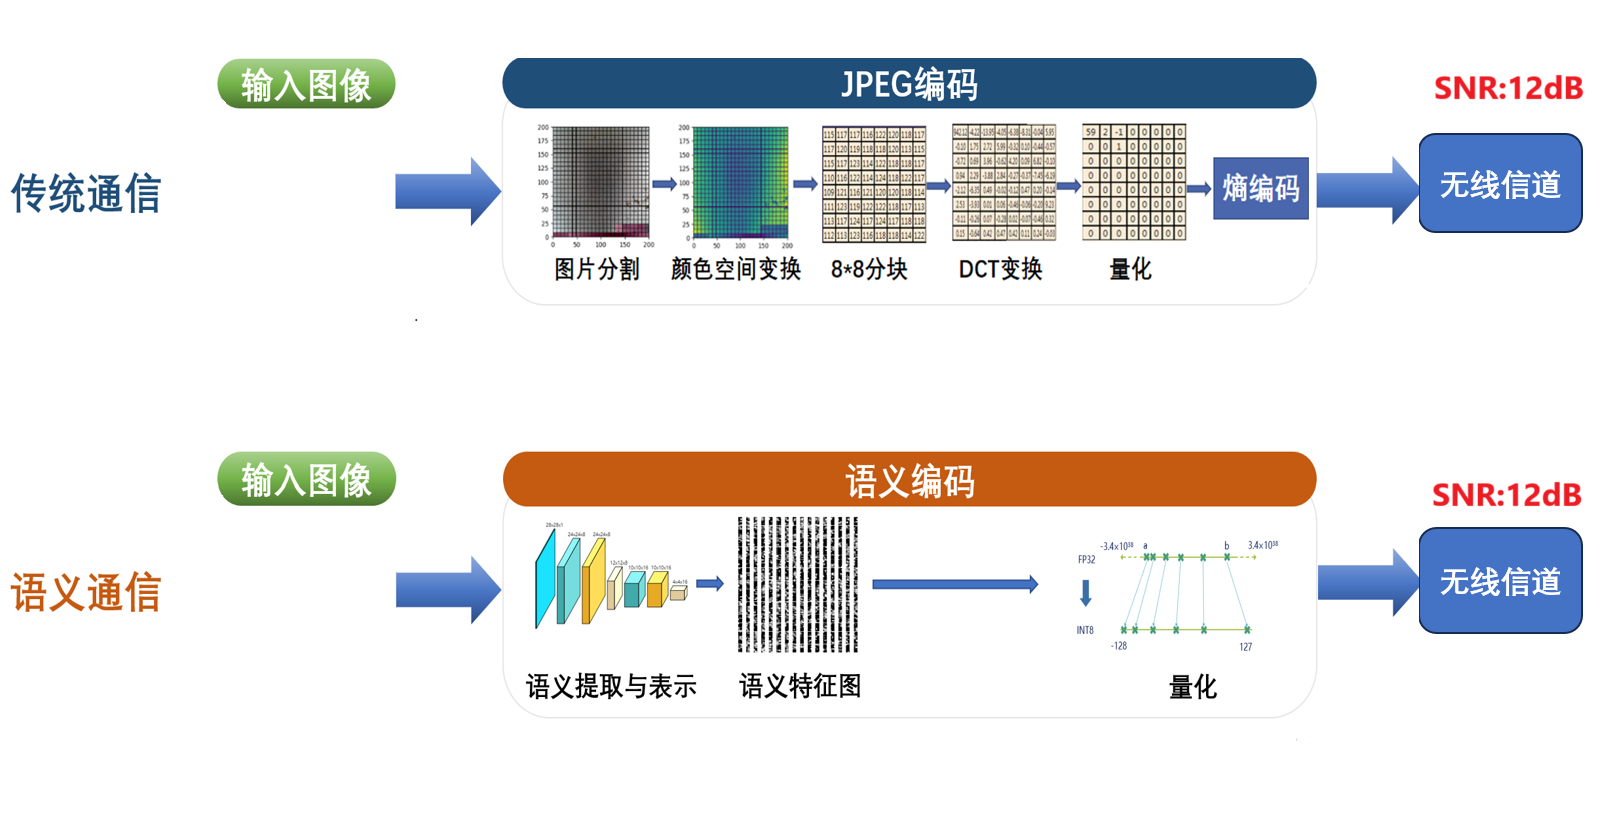 输入图像
JPEG编码
SNR:12dB
传统通信
200
175
150
125
100
75
50
25
0
0 50 100 150 200
200
175
150
125
100
75
50
25
0
0 50 100 150 200
115 117 117 116 122 120 118 117
117 120 119 118 118 120 113 115
115 117 123 114 122 118 118 117
110 116 122 114 124 118 122 117
109 121 116 121 120 120 118 114
111 123 119 122 122 118 117 113
113 117 124 117 124 117 118 118
112 113 123 116 118 118 114 122
59 2 -1 0 0 0 0 0
0 0 1 0 0 0 0 0
0 0 0 0 0 0 0 0
0 0 0 0 0 0 0 0
0 0 0 0 0 0 0 0
0 0 0 0 0 0 0 0
0 0 0 0 0 0 0 0
0 0 0 0 0 0 0 0
熵编码
无线信道
图片分割
颜色空间变换
8*8分块
DCT变换
量化
输入图像
语义编码
SNR:12dB
语义通信
28x28x1
24x24x8
24x24x8
12x12x8
10x10x16
10x10x16
4x4x16
-3.4×10³⁸ a b 3.4×10³⁸
FP32
INT8
-128 127
无线信道
语义提取与表示
语义特征图
量化